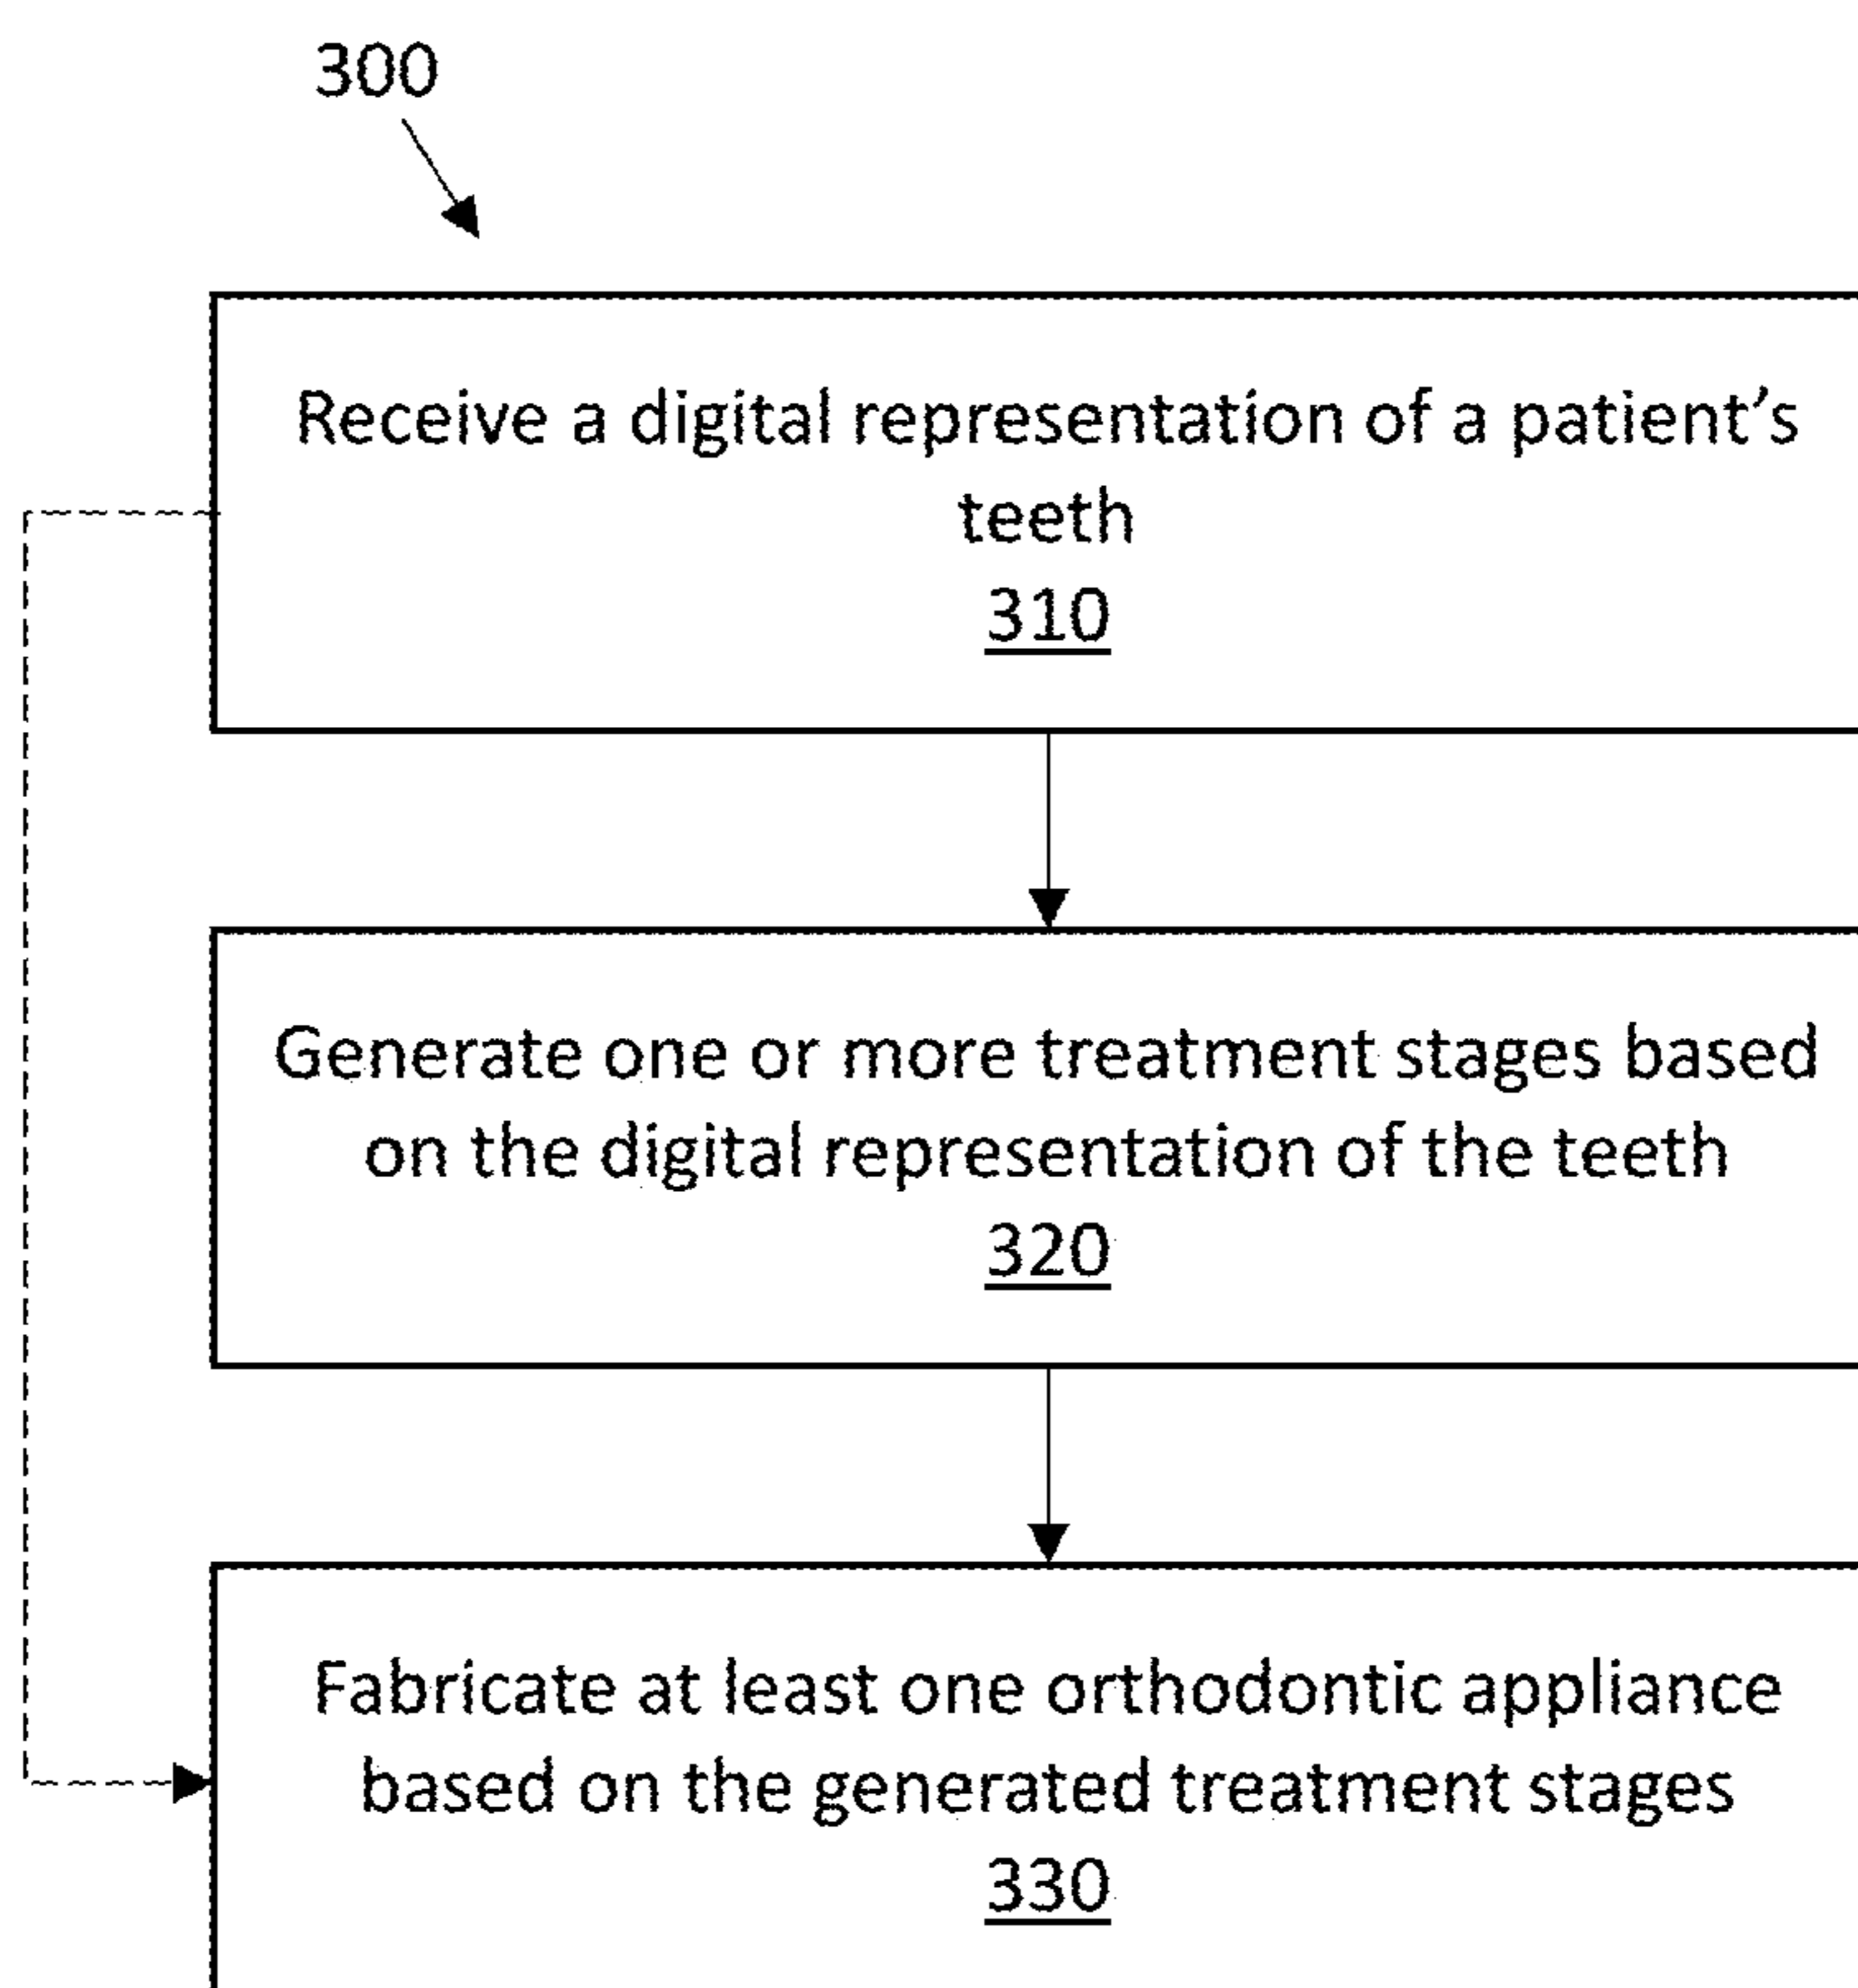 300
Receive a digital representation of a patient’s
teeth
310
Generate one or more treatment stages based
on the digital representation of the teeth
320
Fabricate at least one orthodontic appliance
based on the generated treatment stages
330